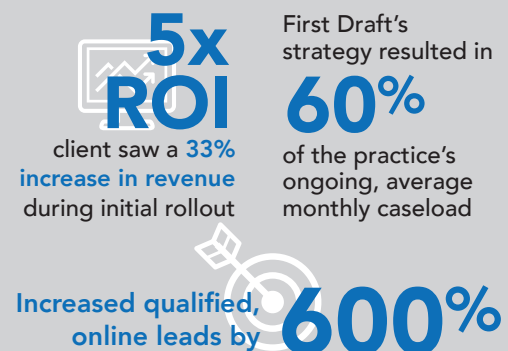 5x
ROI
client saw a 33%
increase in revenue
during initial rollout
First Draft's
strategy resulted in
60%
of the practice's
ongoing, average
monthly caseload
Increased qualified,
online leads by
600%